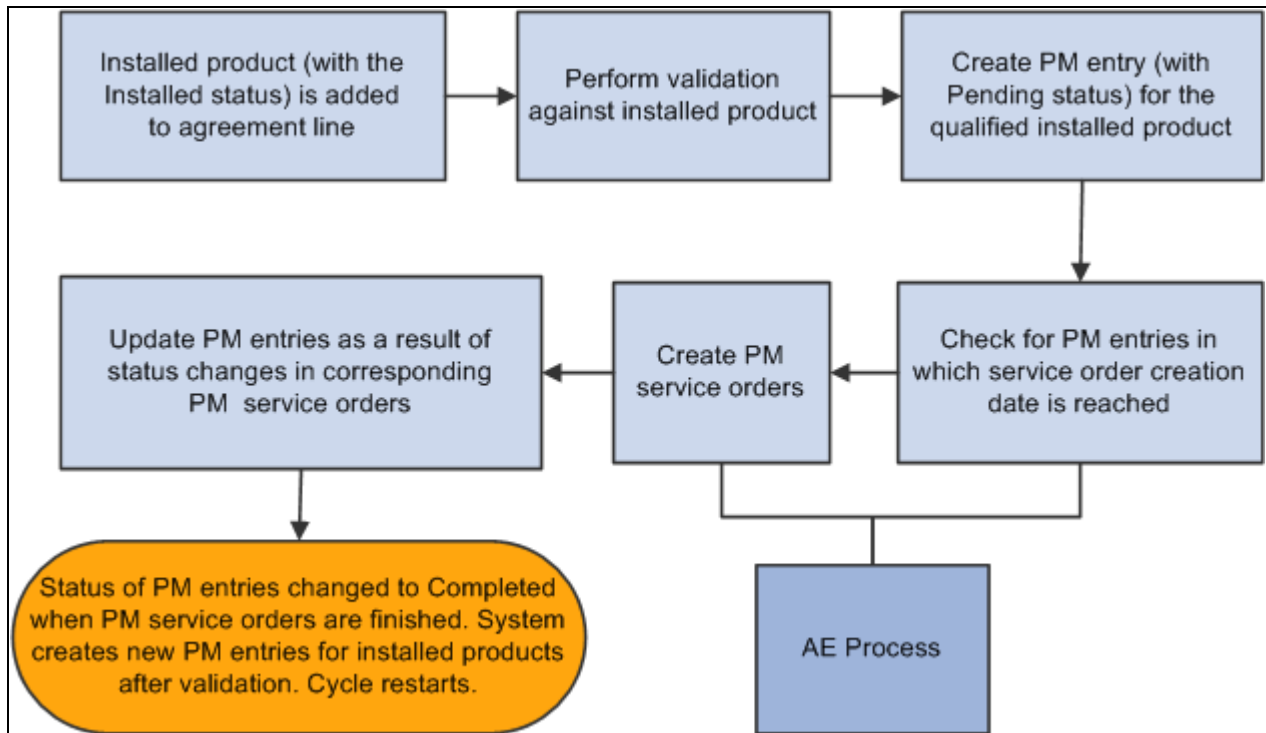 Installed product (with the
Installed status) is added
to agreement line
Perform validation
against installed product
Create PM entry (with
Pending status) for the
qualified installed product
Check for PM entries in
which service order creation
date is reached
Create PM
service orders
Update PM entries as a result of
status changes in corresponding
PM service orders
Status of PM entries changed to Completed
when PM service orders are finished. System
creates new PM entries for installed products
after validation. Cycle restarts.
AE Process